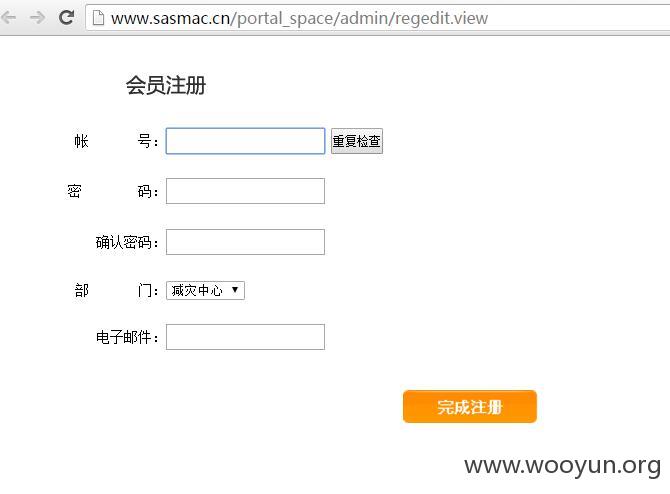 www.sasmac.cn/portal_space/admin/regedit.view
会员注册
帐 号： 重复检查
密 码：
确认密码：
部 门： 减灾中心
电子邮件：
完成注册
www.wooyun.org